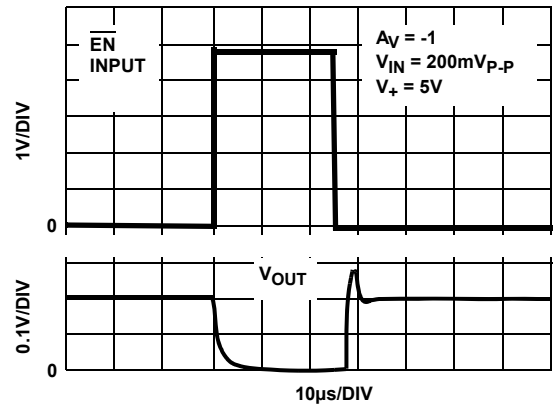 EN
INPUT
A_V = -1
V_IN = 200mV_P-P
V_+ = 5V
1V/DIV
0
V_OUT
0.1V/DIV
0
10µs/DIV